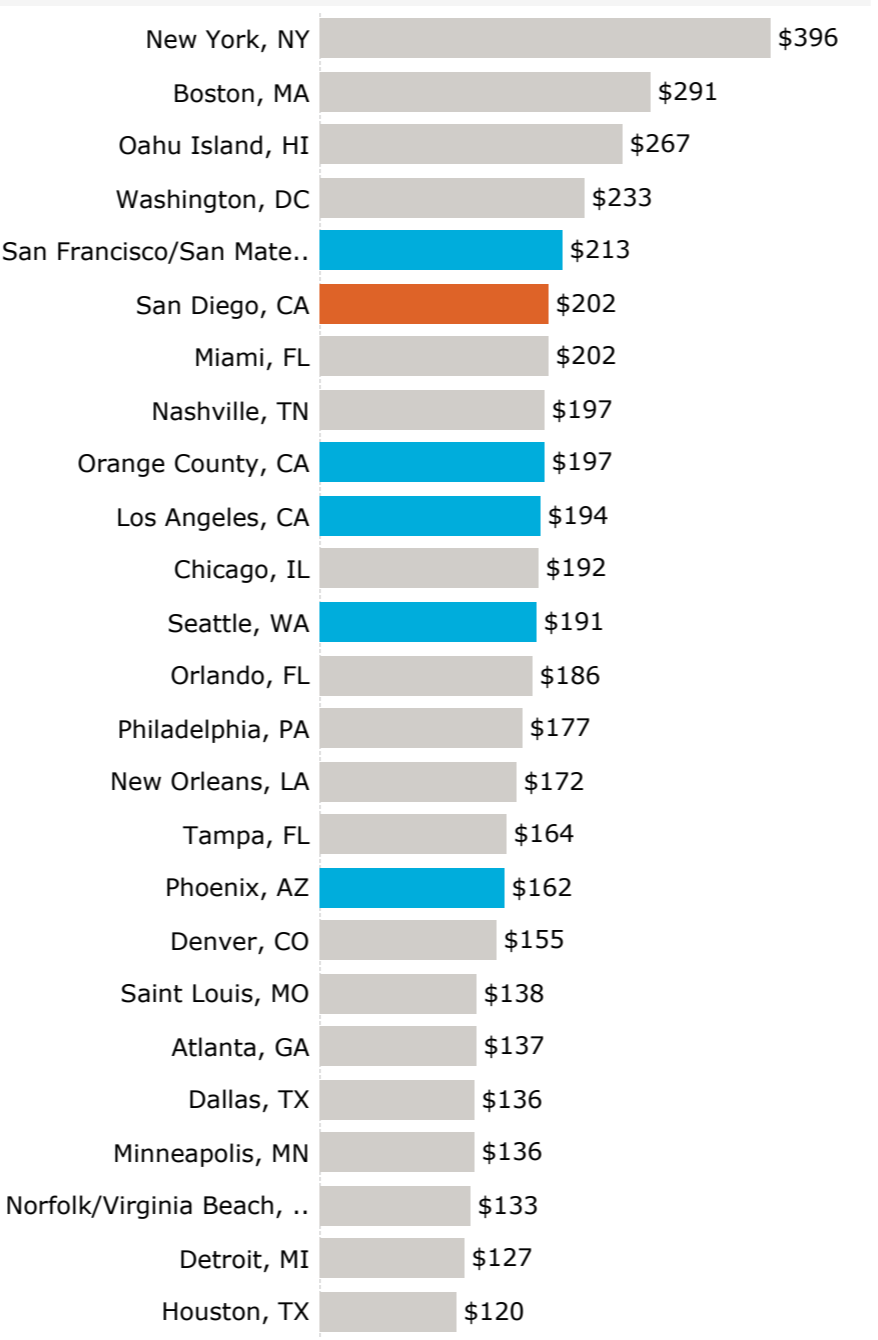 New York, NY $396
Boston, MA $291
Oahu Island, HI $267
Washington, DC $233
San Francisco/San Mate.. $213
San Diego, CA $202
Miami, FL $202
Nashville, TN $197
Orange County, CA $197
Los Angeles, CA $194
Chicago, IL $192
Seattle, WA $191
Orlando, FL $186
Philadelphia, PA $177
New Orleans, LA $172
Tampa, FL $164
Phoenix, AZ $162
Denver, CO $155
Saint Louis, MO $138
Atlanta, GA $137
Dallas, TX $136
Minneapolis, MN $136
Norfolk/Virginia Beach, .. $133
Detroit, MI $127
Houston, TX $120